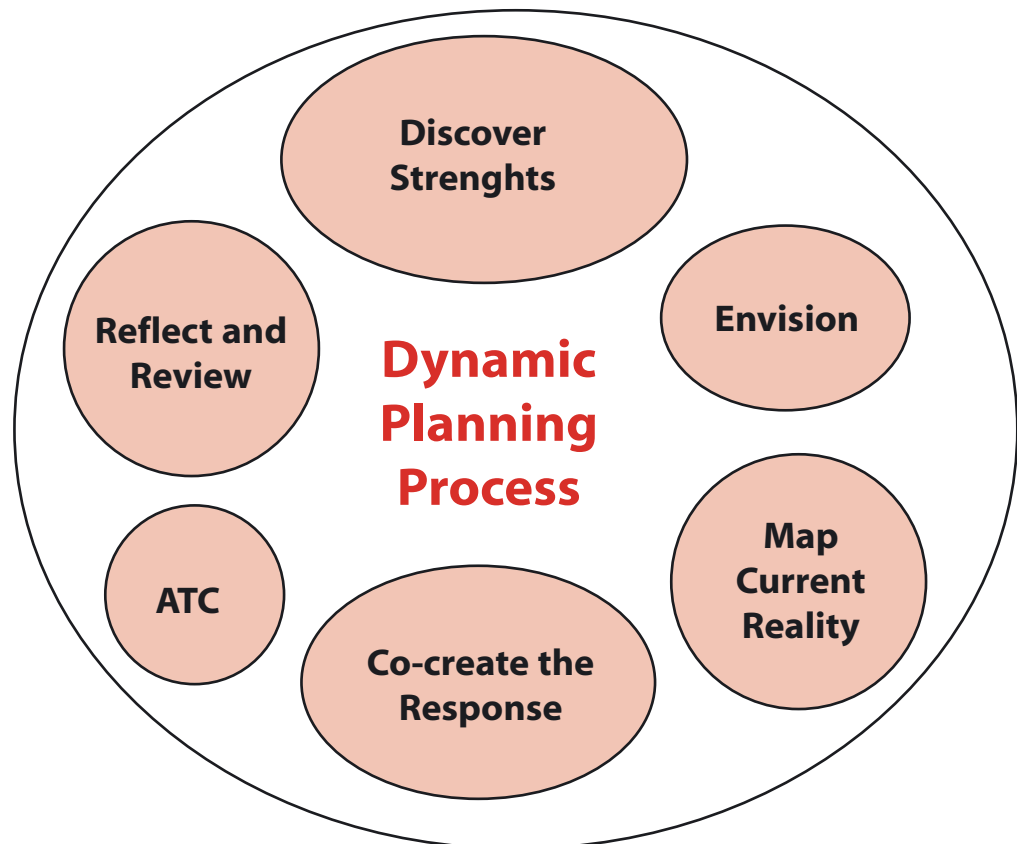 Discover
Strenghts
Envision
Reflect and
Review
Dynamic
Planning
Process
Map
Current
Reality
ATC
Co-create the
Response